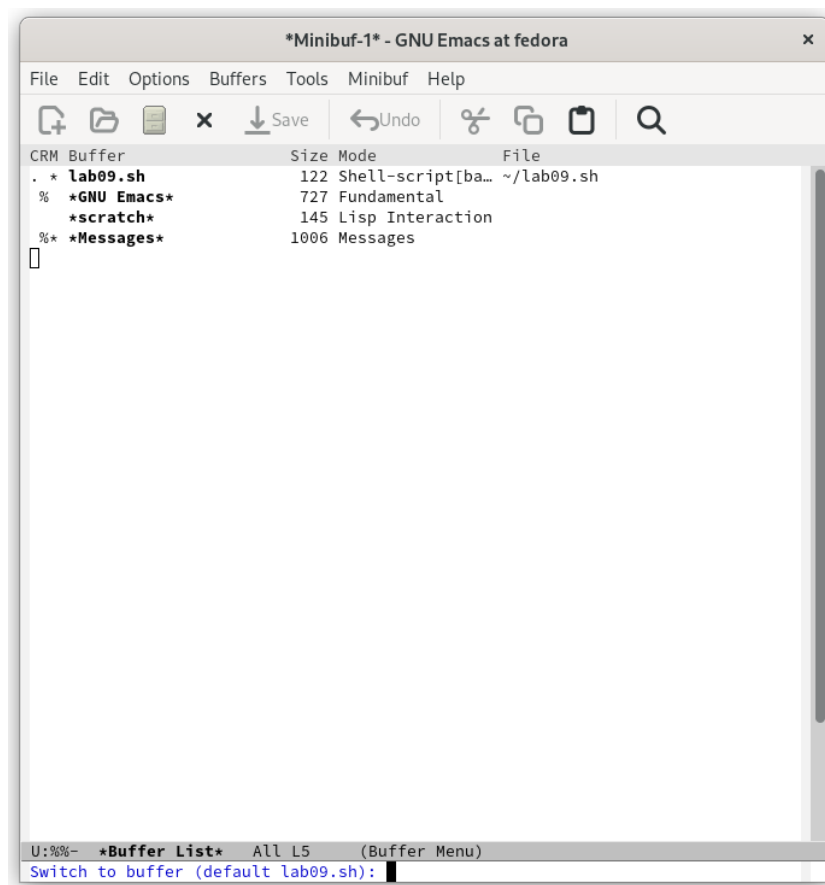 *Minibuf-1* - GNU Emacs at fedora
File Edit Options Buffers Tools Minibuf Help
Save Undo
CRM Buffer Size Mode File
. * lab09.sh 122 Shell-script[ba… ~/lab09.sh
% *GNU Emacs* 727 Fundamental
*scratch* 145 Lisp Interaction
%* *Messages* 1006 Messages
U:%%- *Buffer List* All L5 (Buffer Menu)
Switch to buffer (default lab09.sh):